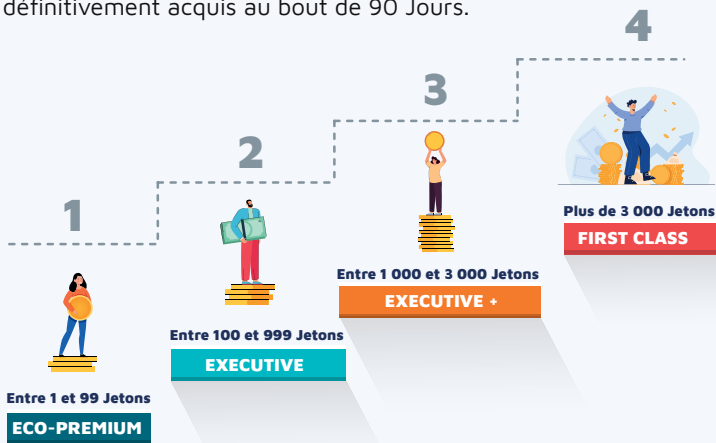 définitivement acquis au bout de 90 Jours.
1
Entre 1 et 99 Jetons
ECO-PREMIUM
2
Entre 100 et 999 Jetons
EXECUTIVE
3
Entre 1 000 et 3 000 Jetons
EXECUTIVE +
4
Plus de 3 000 Jetons
FIRST CLASS